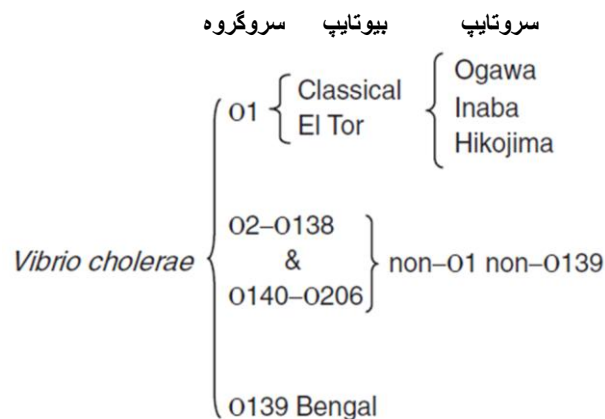 سروگروه بیوتایپ سروتایپ
O1
Classical
El Tor
Ogawa
Inaba
Hikojima
Vibrio cholerae
O2–O138
&
O140–O206
non–O1 non–O139
O139 Bengal